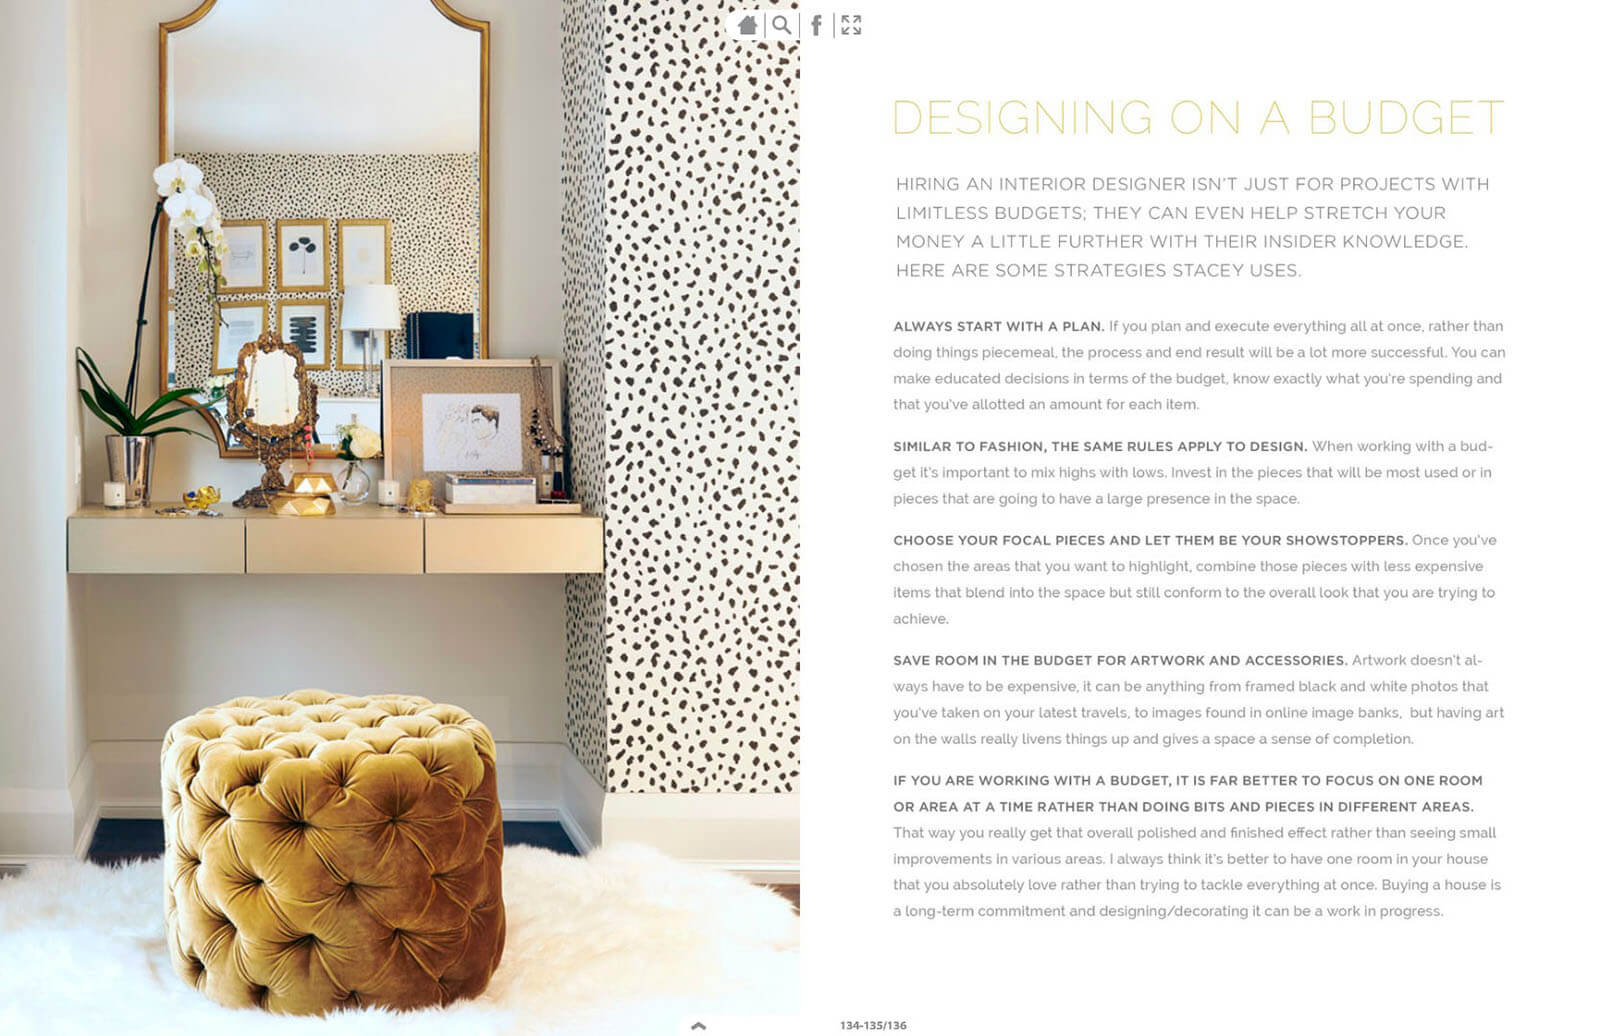 DESIGNING ON A BUDGET
HIRING AN INTERIOR DESIGNER ISN'T JUST FOR PROJECTS WITH
LIMITLESS BUDGETS; THEY CAN EVEN HELP STRETCH YOUR
MONEY A LITTLE FURTHER WITH THEIR INSIDER KNOWLEDGE.
HERE ARE SOME STRATEGIES STACEY USES.
ALWAYS START WITH A PLAN. If you plan and execute everything all at once, rather than
doing things piecemeal, the process and end result will be a lot more successful. You can
make educated decisions in terms of the budget, know exactly what you're spending and
that you've allotted an amount for each item.
SIMILAR TO FASHION, THE SAME RULES APPLY TO DESIGN. When working with a bud-
get it's important to mix highs with lows. Invest in the pieces that will be most used or in
pieces that are going to have a large presence in the space.
CHOOSE YOUR FOCAL PIECES AND LET THEM BE YOUR SHOWSTOPPERS. Once you've
chosen the areas that you want to highlight, combine those pieces with less expensive
items that blend into the space but still conform to the overall look that you are trying to
achieve.
SAVE ROOM IN THE BUDGET FOR ARTWORK AND ACCESSORIES. Artwork doesn't al-
ways have to be expensive, it can be anything from framed black and white photos that
you've taken on your latest travels, to images found in online image banks, but having art
on the walls really livens things up and gives a space a sense of completion.
IF YOU ARE WORKING WITH A BUDGET, IT IS FAR BETTER TO FOCUS ON ONE ROOM
OR AREA AT A TIME RATHER THAN DOING BITS AND PIECES IN DIFFERENT AREAS.
That way you really get that overall polished and finished effect rather than seeing small
improvements in various areas. I always think it's better to have one room in your house
that you absolutely love rather than trying to tackle everything at once. Buying a house is
a long-term commitment and designing/decorating it can be a work in progress.
134-135/136